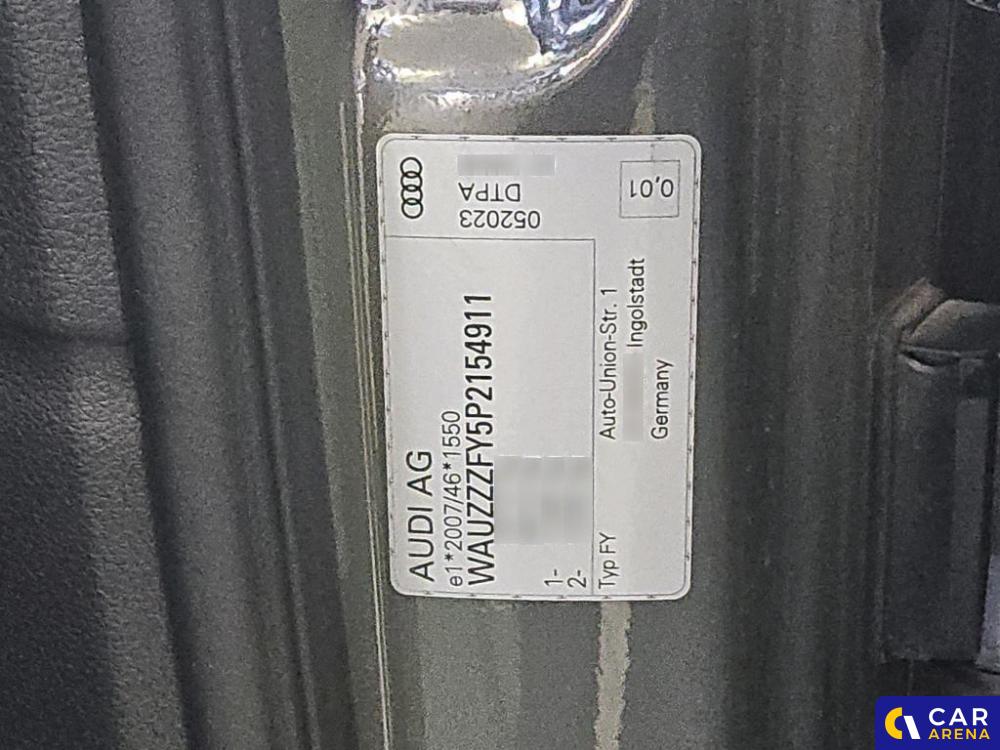 AUDI AG
e1*2007/46*1550
WAUZZZFY5P2154911
1-
2-
Typ FY
Auto-Union-Str. 1
Ingolstadt
Germany
052023
DTPA
0,01
CAR
ARENA